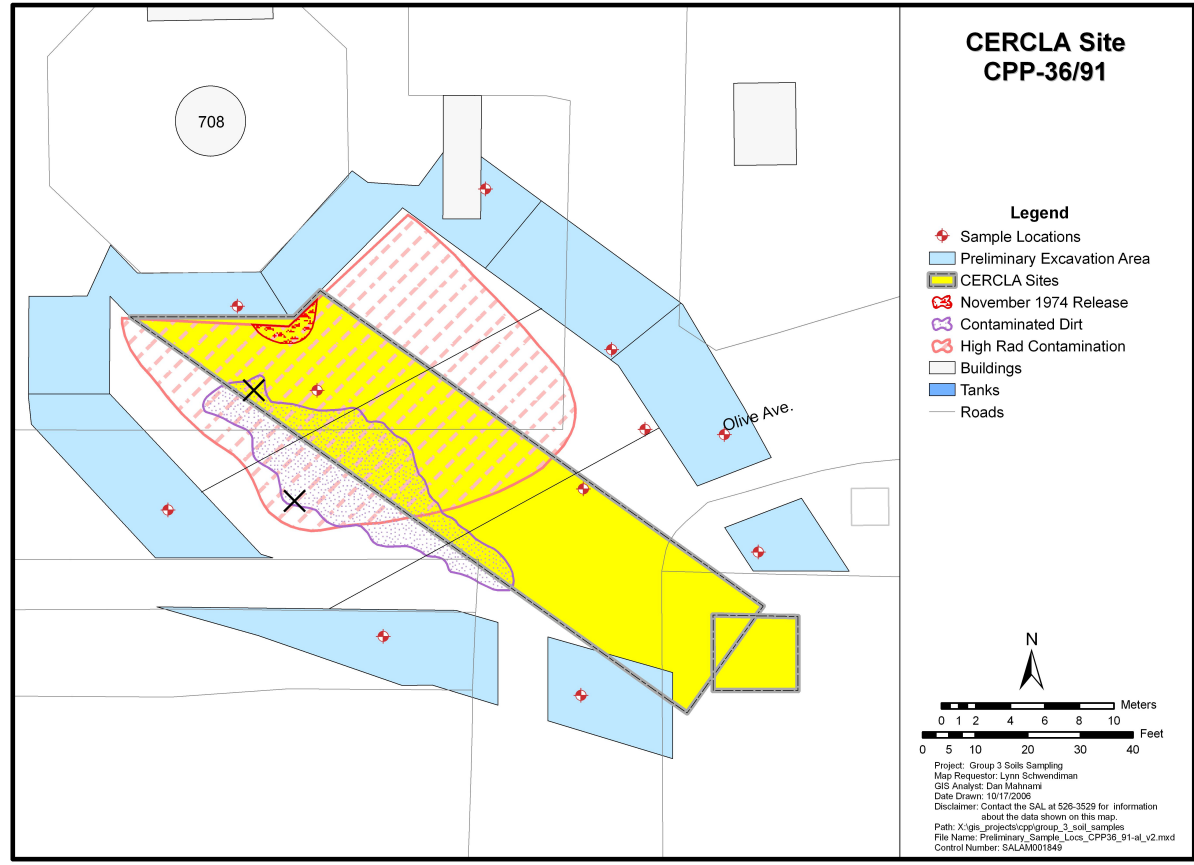 CERCLA Site
CPP-36/91
708
Olive Ave.
Legend
Sample Locations
Preliminary Excavation Area
CERCLA Sites
November 1974 Release
Contaminated Dirt
High Rad Contamination
Buildings
Tanks
Roads
N
Meters
0 1 2 4 6 8 10
Feet
0 5 10 20 30 40
Project: Group 3 Soils Sampling
Map Requestor: Lynn Schwendiman
GIS Analyst: Dan Mahnami
Date Drawn: 10/17/2006
Disclaimer: Contact the SAL at 526-3529 for information
about the data shown on this map.
Path: X:\gis_projects\cpp\group_3_soil_samples
File Name: Preliminary_Sample_Locs_CPP36_91-al_v2.mxd
Control Number: SALAM001849